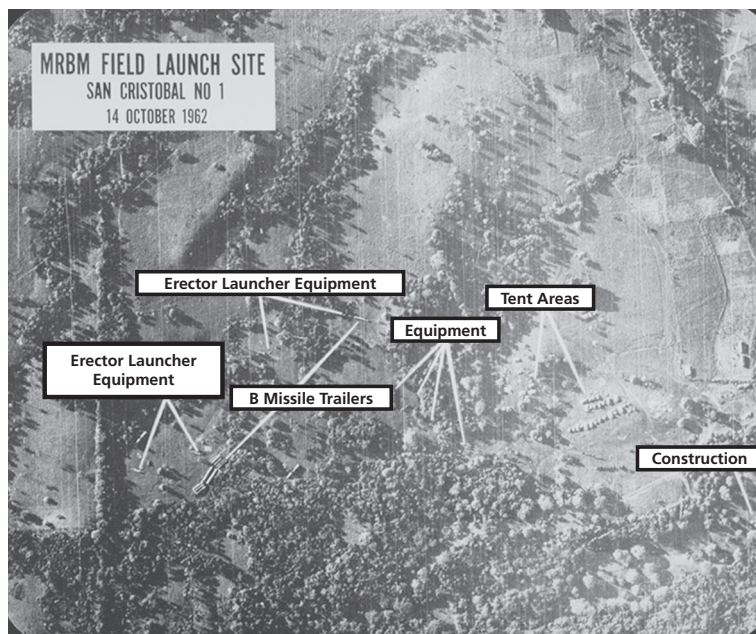 MRBM FIELD LAUNCH SITE
SAN CRISTOBAL NO 1
14 OCTOBER 1962
Erector Launcher Equipment
Tent Areas
Equipment
Erector Launcher
Equipment
B Missile Trailers
Construction